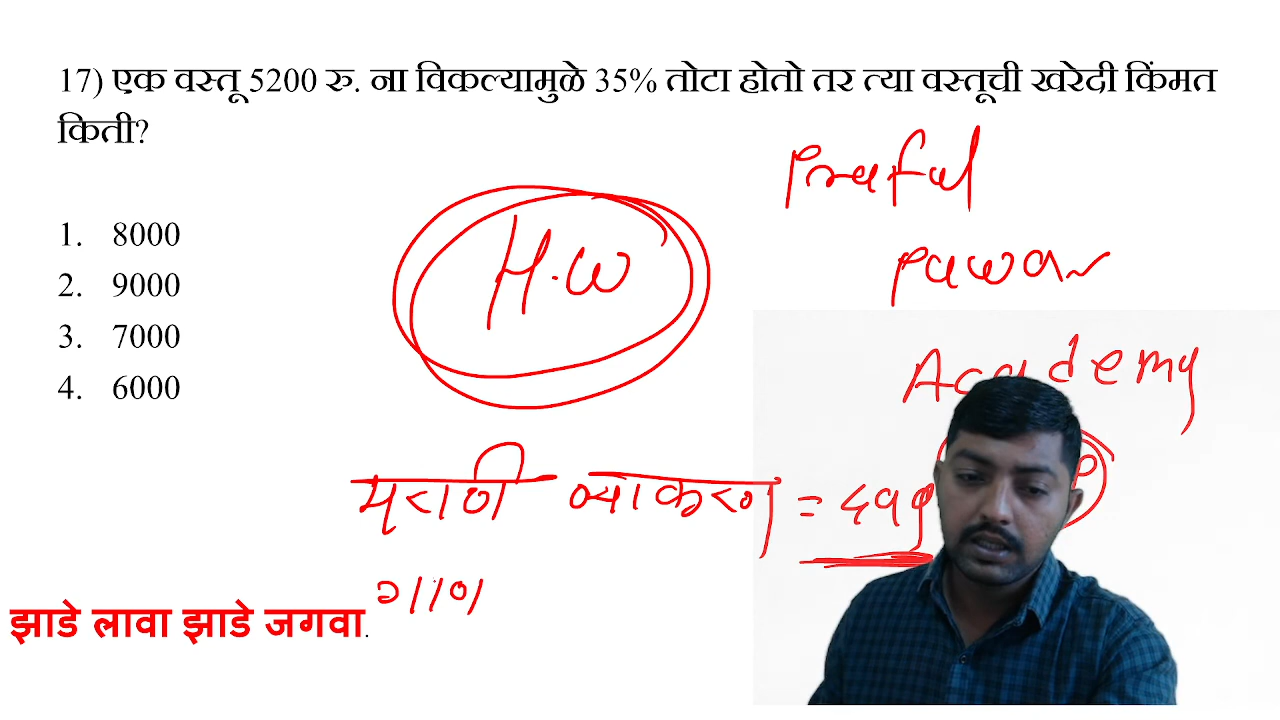 17) एक वस्तू 5200 रु. ना विकल्यामुळे 35% तोटा होतो तर त्या वस्तूची खरेदी किंमत
किती?
Praful
Pawar
Academy
1. 8000
2. 9000
3. 7000
4. 6000
H.W
मराठी व्याकरण =
झाडे लावा झाडे जगवा.